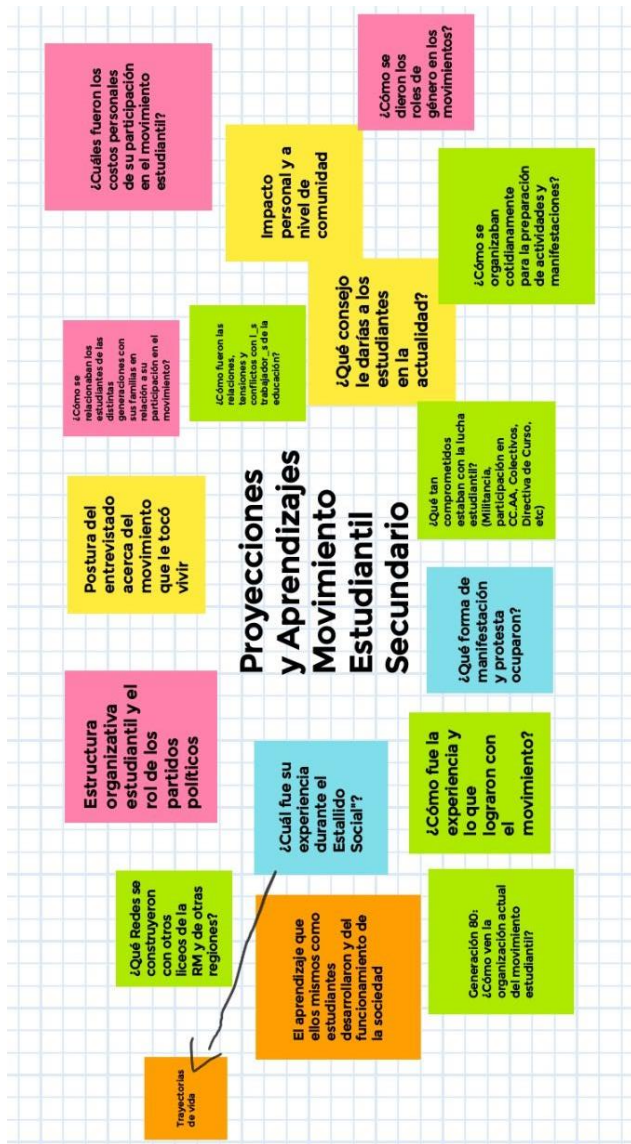 Trayectorias
de vida
¿Qué Redes se
construyeron
con otros
liceos de la
RM y de otras
regiones?
El aprendizaje que
ellos mismos como
estudiantes
desarrollaron y del
funcionamiento de
la sociedad
Generación 80:
¿Cómo ven la
organización actual
del movimiento
estudiantil?
Estructura
organizativa
estudiantil y el
rol de los
partidos
políticos
¿Cuál fue su
experiencia
durante el
Estallido
Social"?
¿Cómo fue la
experiencia y
lo que
lograron con
el
movimiento?
Postura del
entrevistado
acerca del
movimiento
que le tocó
vivir
Proyecciones
y Aprendizajes
Movimiento
Estudiantil
Secundario
¿Qué forma de
manifestación
y protesta
ocuparon?
¿Cómo se
relacionaban los
estudiantes de las
distintas
generaciones con
sus familias en
relación a su
participación en el
movimiento?
¿Cómo fueron las
relaciones,
tensiones y
conflictos con l_s
trabajador_s de la
educación?
¿Qué consejo
le darías a los
estudiantes
en la
actualidad?
¿Qué tan
comprometidos
estaban con la lucha
estudiantil?
(Militancia,
participación en
CC.AA, Colectivos,
Directiva de Curso,
etc)
¿Cuáles fueron los
costos personales
de su participación
en el movimiento
estudiantil?
Impacto
personal y a
nivel de
comunidad
¿Cómo se
dieron los
roles de
género en los
movimientos?
¿Cómo se
organizaban
cotidianamente
para la preparación
de actividades y
manifestaciones?